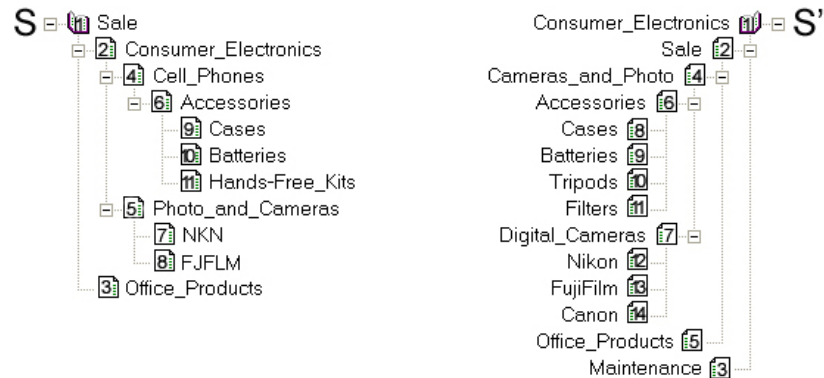 S 1 Sale Consumer_Electronics 1 S'
2 Consumer_Electronics Sale 2
4 Cell_Phones Cameras_and_Photo 4
6 Accessories Accessories 6
9 Cases Cases 8
10 Batteries Batteries 9
11 Hands-Free_Kits Tripods 10
5 Photo_and_Cameras Filters 11
7 NKN Digital_Cameras 7
8 FJFLM Nikon 12
3 Office_Products FujiFilm 13
Canon 14
Office_Products 5
Maintenance 3